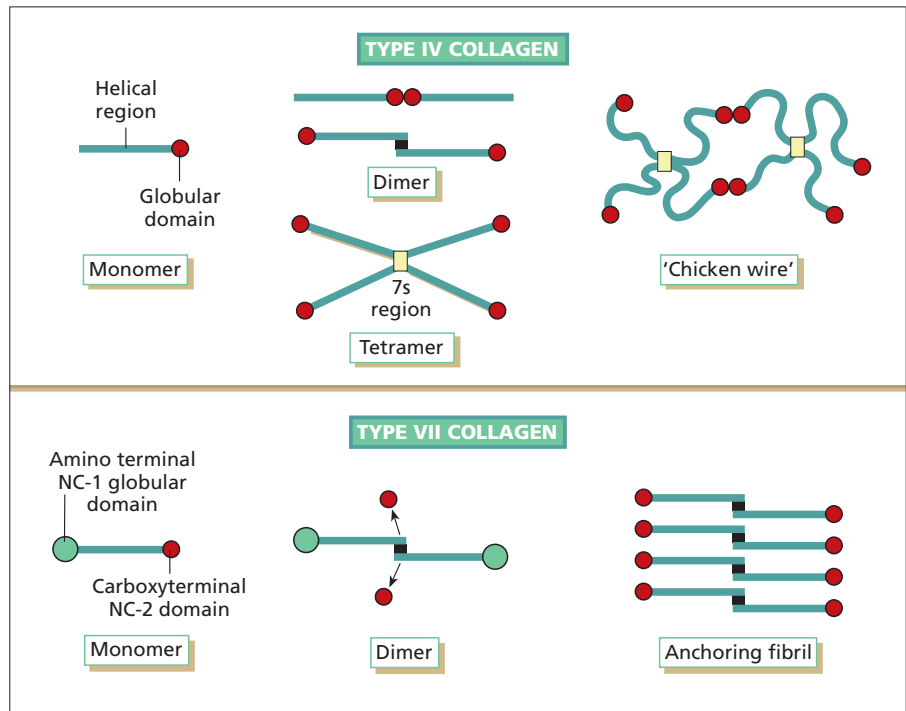 TYPE IV COLLAGEN
Helical
region
Globular
domain
Monomer
Dimer
7s
region
Tetramer
'Chicken wire'
TYPE VII COLLAGEN
Amino terminal
NC-1 globular
domain
Carboxyterminal
NC-2 domain
Monomer
Dimer
Anchoring fibril